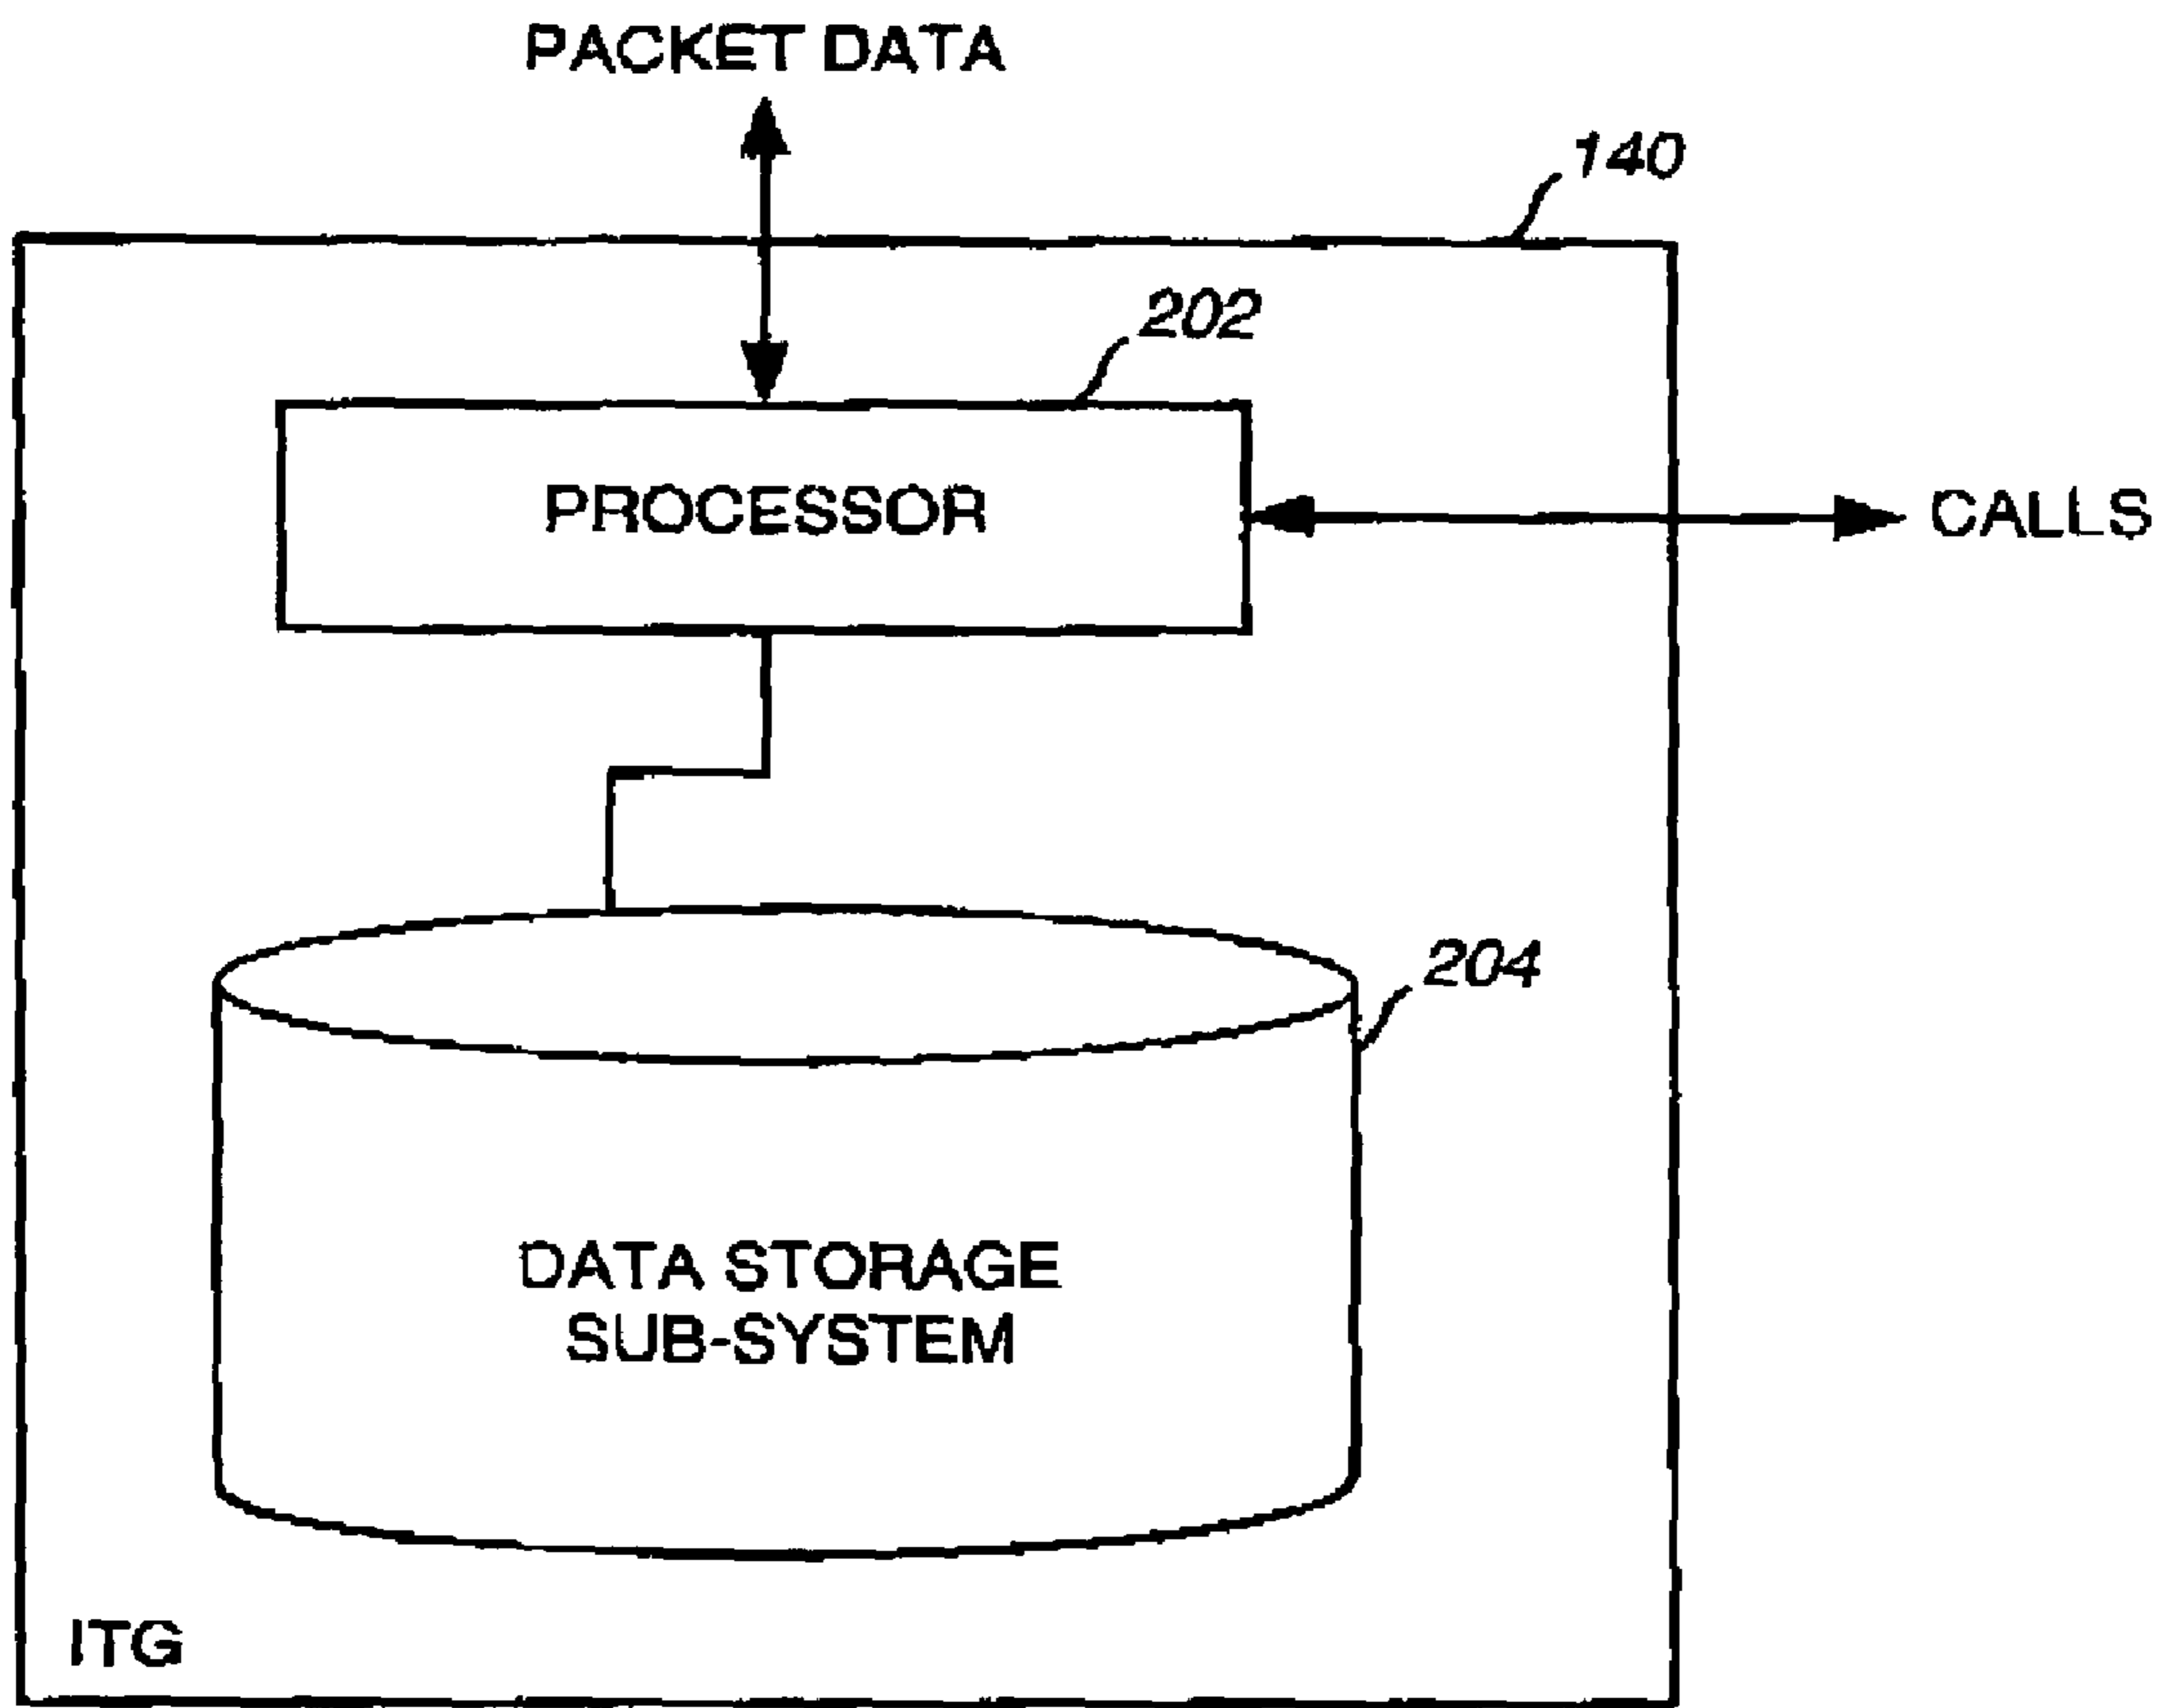 PACKET DATA
140
202
PROCESSOR
CALLS
204
DATA STORAGE
SUB-SYSTEM
ITG